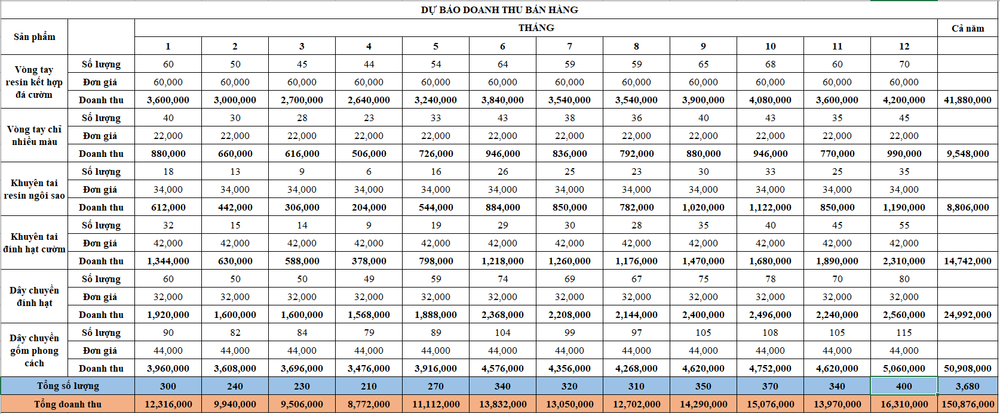 DỰ BÁO DOANH THU BÁN HÀNG
Sản phẩm THÁNG Cả năm
1 2 3 4 5 6 7 8 9 10 11 12
Vòng tay resin kết hợp đá cườm
Số lượng 60 50 45 44 54 64 59 59 65 68 60 70
Đơn giá 60,000 60,000 60,000 60,000 60,000 60,000 60,000 60,000 60,000 60,000 60,000 60,000
Doanh thu 3,600,000 3,000,000 2,700,000 2,640,000 3,240,000 3,840,000 3,540,000 3,540,000 3,900,000 4,080,000 3,600,000 4,200,000 41,880,000
Vòng tay chỉ nhiều màu
Số lượng 40 30 28 23 33 43 38 36 40 43 35 45
Đơn giá 22,000 22,000 22,000 22,000 22,000 22,000 22,000 22,000 22,000 22,000 22,000 22,000
Doanh thu 880,000 660,000 616,000 506,000 726,000 946,000 836,000 792,000 880,000 946,000 770,000 990,000 9,548,000
Khuyên tai resin ngôi sao
Số lượng 18 13 9 6 16 26 25 23 30 33 25 35
Đơn giá 34,000 34,000 34,000 34,000 34,000 34,000 34,000 34,000 34,000 34,000 34,000 34,000
Doanh thu 612,000 442,000 306,000 204,000 544,000 884,000 850,000 782,000 1,020,000 1,122,000 850,000 1,190,000 8,806,000
Khuyên tai đính hạt cườm
Số lượng 32 15 14 9 19 29 30 28 35 40 45 55
Đơn giá 42,000 42,000 42,000 42,000 42,000 42,000 42,000 42,000 42,000 42,000 42,000 42,000
Doanh thu 1,344,000 630,000 588,000 378,000 798,000 1,218,000 1,260,000 1,176,000 1,470,000 1,680,000 1,890,000 2,310,000 14,742,000
Dây chuyền đính hạt
Số lượng 60 50 50 49 59 74 69 67 75 78 70 80
Đơn giá 32,000 32,000 32,000 32,000 32,000 32,000 32,000 32,000 32,000 32,000 32,000 32,000
Doanh thu 1,920,000 1,600,000 1,600,000 1,568,000 1,888,000 2,368,000 2,208,000 2,144,000 2,400,000 2,496,000 2,240,000 2,560,000 24,992,000
Dây chuyền gốm phong cách
Số lượng 90 82 84 79 89 104 99 97 105 108 105 115
Đơn giá 44,000 44,000 44,000 44,000 44,000 44,000 44,000 44,000 44,000 44,000 44,000 44,000
Doanh thu 3,960,000 3,608,000 3,696,000 3,476,000 3,916,000 4,576,000 4,356,000 4,268,000 4,620,000 4,752,000 4,620,000 5,060,000 50,908,000
Tổng số lượng 300 240 230 210 270 340 320 310 350 370 340 400 3,680
Tổng doanh thu 12,316,000 9,940,000 9,506,000 8,772,000 11,112,000 13,832,000 13,050,000 12,702,000 14,290,000 15,076,000 13,970,000 16,310,000 150,876,000